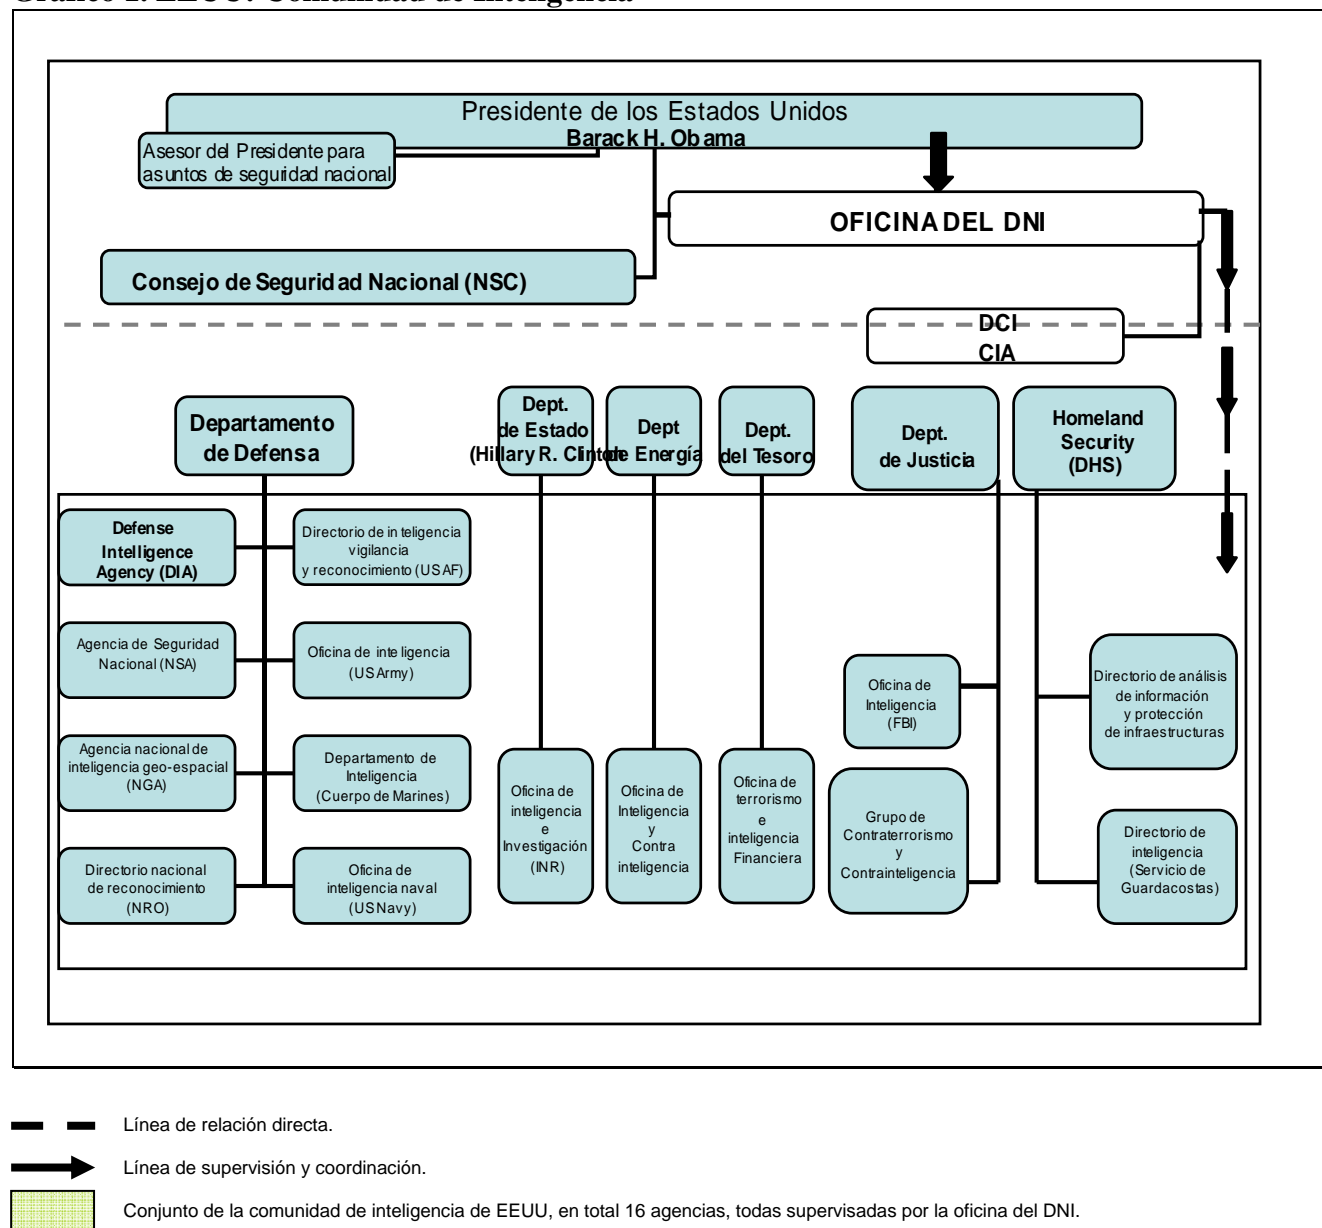 Gráfico 1. EEUU: Comunidad de Inteligencia
Presidente de los Estados Unidos
Barack H. Obama
Asesor del Presidente para
asuntos de seguridad nacional
OFICINA DEL DNI
Consejo de Seguridad Nacional (NSC)
DCI
CIA
Departamento
de Defensa
Dept.
de Estado
(Hillary R. Clinton
Dept
de Energía
Dept.
del Tesoro
Dept.
de Justicia
Homeland
Security
(DHS)
Defense
Intelligence
Agency (DIA)
Directorio de inteligencia
vigilancia
y reconocimiento (USAF)
Agencia de Seguridad
Nacional (NSA)
Oficina de inteligencia
(US Army)
Agencia nacional de
inteligencia geo-espacial
(NGA)
Departamento de
Inteligencia
(Cuerpo de Marines)
Directorio nacional
de reconocimiento
(NRO)
Oficina de
inteligencia naval
(US Navy)
Oficina de
inteligencia
e
Investigación
(INR)
Oficina de
Inteligencia
y
Contra
inteligencia
Oficina de
terrorismo
e
inteligencia
Financiera
Oficina de
Inteligencia
(FBI)
Grupo de
Contraterrorismo
y
Contrainteligencia
Directorio de análisis
de información
y protección
de infraestructuras
Directorio de
inteligencia
(Servicio de
Guardacostas)
Línea de relación directa.
Línea de supervisión y coordinación.
Conjunto de la comunidad de inteligencia de EEUU, en total 16 agencias, todas supervisadas por la oficina del DNI.